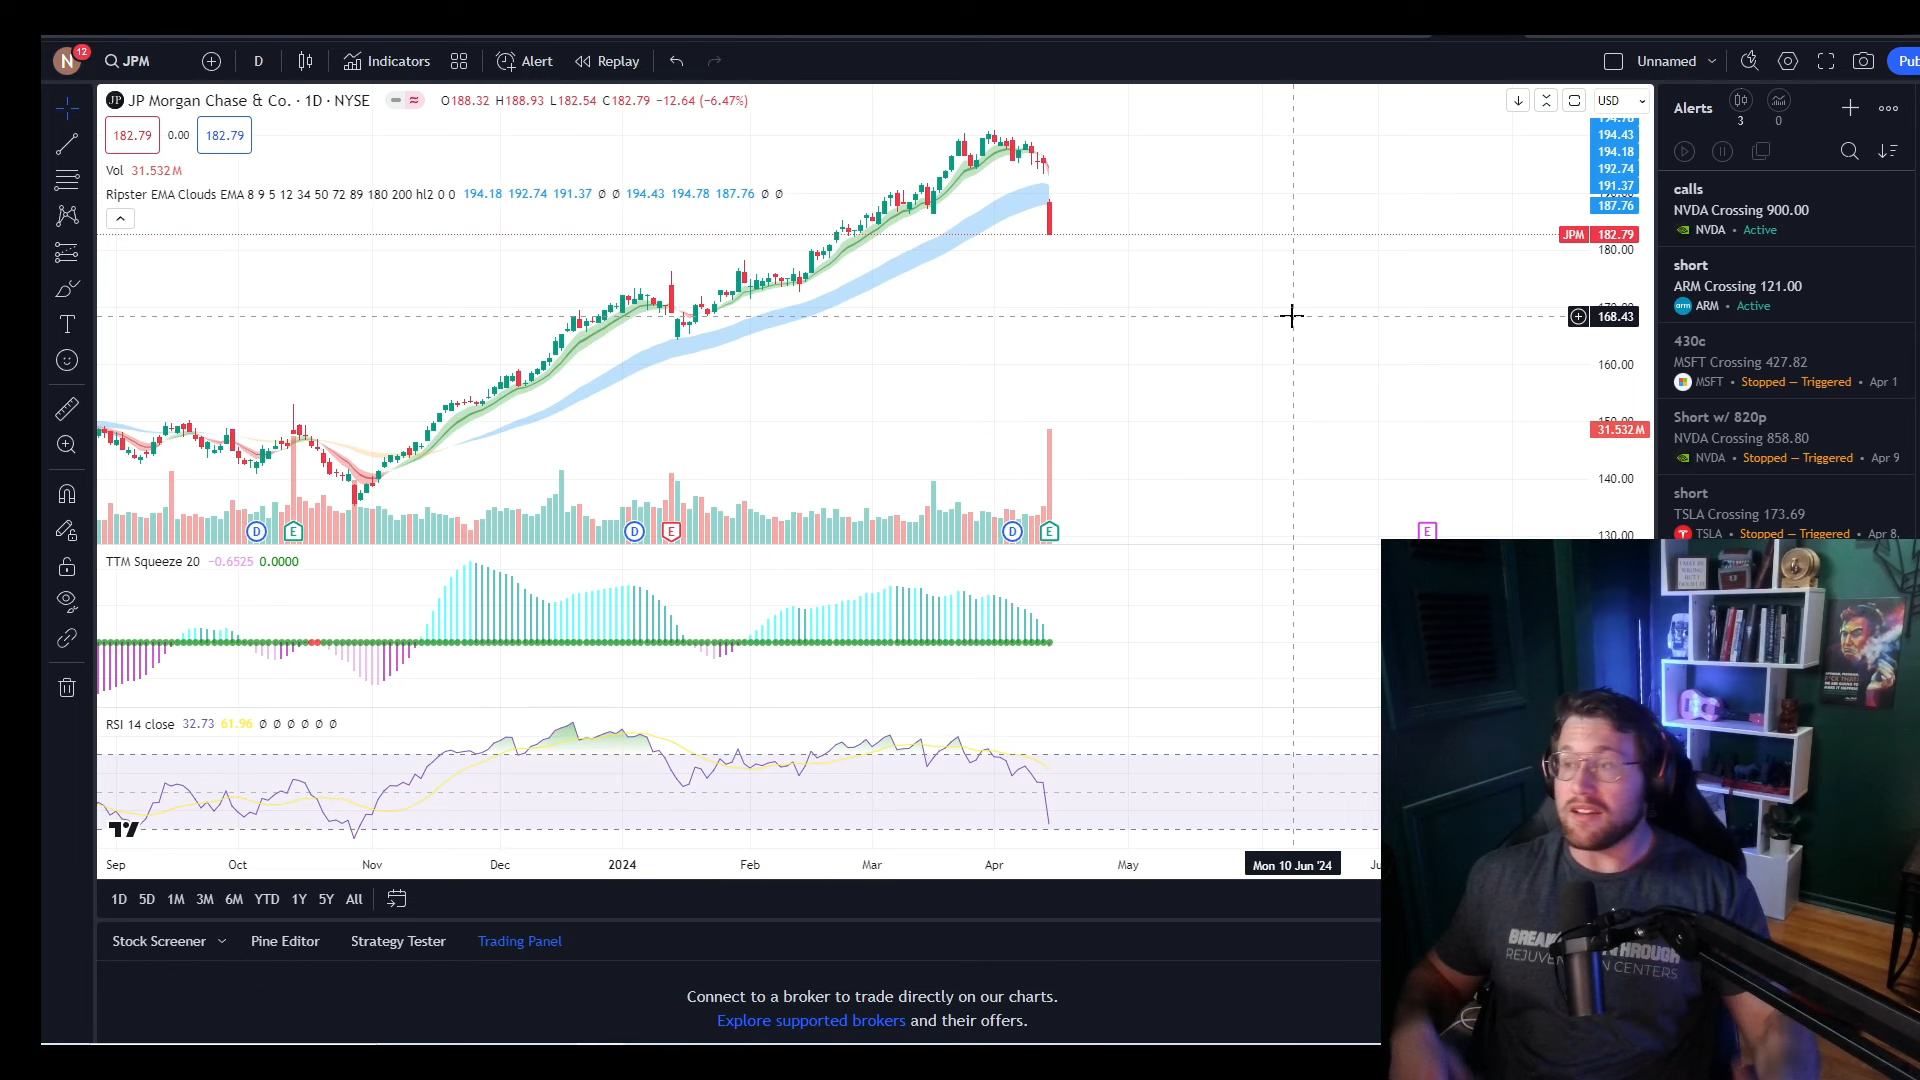 N 12 JPM D Indicators Alert Replay Unnamed Pub
JP Morgan Chase & Co. · 1D · NYSE O188.32 H188.93 L182.54 C182.79 −12.64 (−6.47%) USD
182.79 0.00 182.79
Vol 31.532M
Ripster EMA Clouds EMA 8 9 5 12 34 50 72 89 180 200 hl2 0 0 194.18 192.74 191.37 ∅ ∅ 194.43 194.78 187.76 ∅ ∅
194.78
194.43
194.18
192.74
191.37
187.76
JPM 182.79
180.00
170.00
168.43
160.00
150.00
31.532M
140.00
130.00
D E D E D E E
TTM Squeeze 20 −0.6525 0.0000
RSI 14 close 32.73 61.96 ∅ ∅ ∅ ∅ ∅ ∅
Sep Oct Nov Dec 2024 Feb Mar Apr May Mon 10 Jun '24
1D 5D 1M 3M 6M YTD 1Y 5Y All
Stock Screener Pine Editor Strategy Tester Trading Panel
Connect to a broker to trade directly on our charts.
Explore supported brokers and their offers.
Alerts 3 0
calls
NVDA Crossing 900.00
NVDA • Active
short
ARM Crossing 121.00
arm ARM • Active
430c
MSFT Crossing 427.82
MSFT • Stopped — Triggered • Apr 1
Short w/ 820p
NVDA Crossing 858.80
NVDA • Stopped — Triggered • Apr 9
short
TSLA Crossing 173.69
TSLA • Stopped — Triggered • Apr 8,
CENTERS